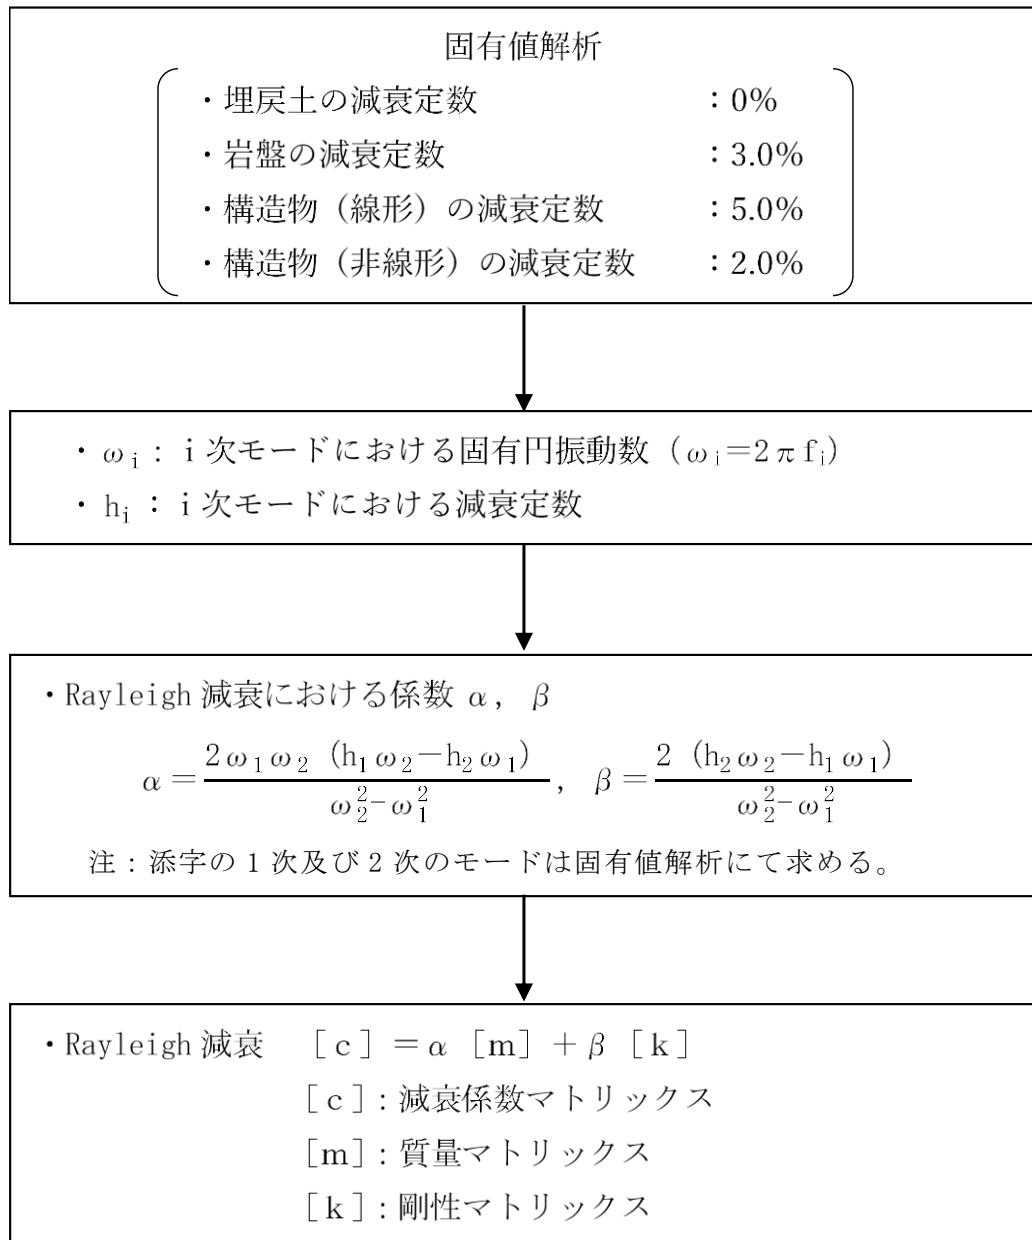 固有値解析
・埋戻土の減衰定数 :0%
・岩盤の減衰定数 :3.0%
・構造物（線形）の減衰定数 :5.0%
・構造物（非線形）の減衰定数 :2.0%
・ω_i：i次モードにおける固有円振動数（ω_i=2πf_i）
・h_i：i次モードにおける減衰定数
・Rayleigh減衰における係数 α，β
α=2ω_1ω_2（h_1ω_2－h_2ω_1）/(ω_2^2-ω_1^2)，β=2（h_2ω_2－h_1ω_1）/(ω_2^2-ω_1^2)
注：添字の1次及び2次のモードは固有値解析にて求める。
・Rayleigh減衰 ［c］=α［m］+β［k］
［c］：減衰係数マトリックス
［m］：質量マトリックス
［k］：剛性マトリックス